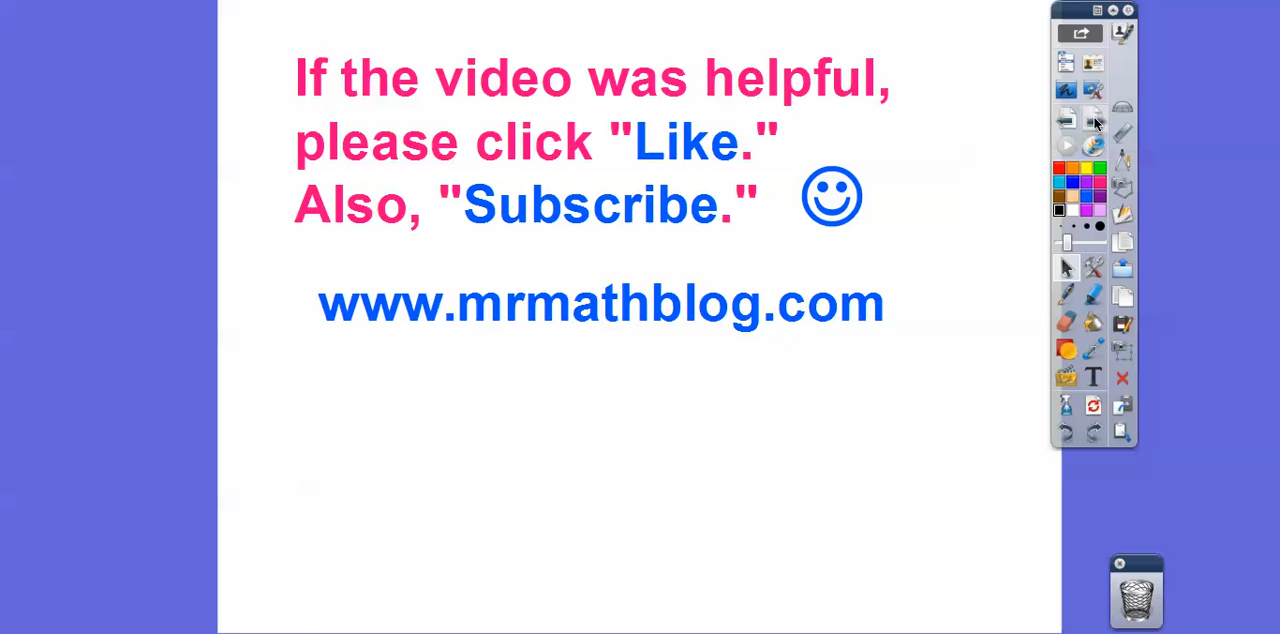 If the video was helpful,
please click "Like."
Also, "Subscribe."
www.mrmathblog.com
T